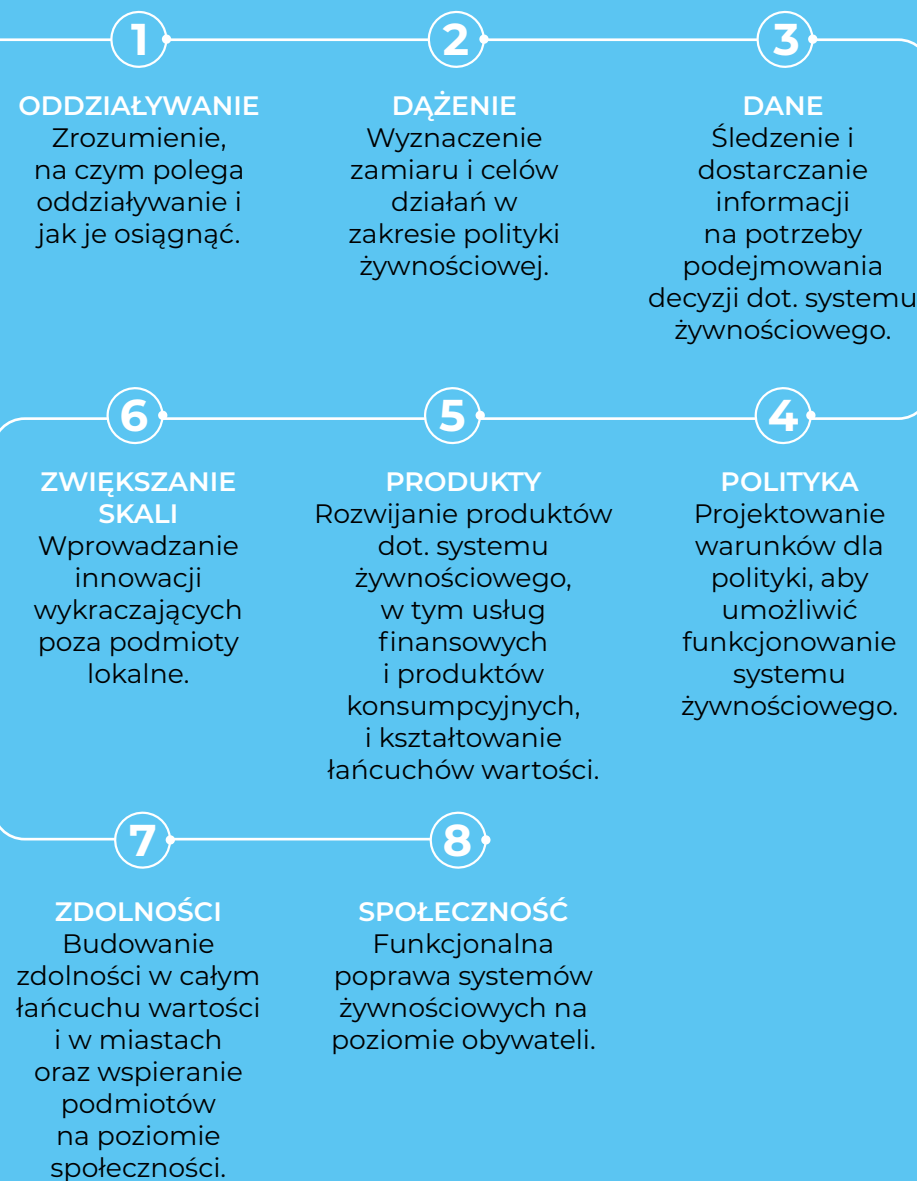 1
ODDZIAŁYWANIE
Zrozumienie,
na czym polega
oddziaływanie i
jak je osiągnąć.
2
DĄŻENIE
Wyznaczenie
zamiaru i celów
działań w
zakresie polityki
żywnościowej.
3
DANE
Śledzenie i
dostarczanie
informacji
na potrzeby
podejmowania
decyzji dot. systemu
żywnościowego.
4
POLITYKA
Projektowanie
warunków dla
polityki, aby
umożliwić
funkcjonowanie
systemu
żywnościowego.
5
PRODUKTY
Rozwijanie produktów
dot. systemu
żywnościowego,
w tym usług
finansowych
i produktów
konsumpcyjnych,
i kształtowanie
łańcuchów wartości.
6
ZWIĘKSZANIE
SKALI
Wprowadzanie
innowacji
wykraczających
poza podmioty
lokalne.
7
ZDOLNOŚCI
Budowanie
zdolności w całym
łańcuchu wartości
i w miastach
oraz wspieranie
podmiotów
na poziomie
społeczności.
8
SPOŁECZNOŚĆ
Funkcjonalna
poprawa systemów
żywnościowych na
poziomie obywateli.